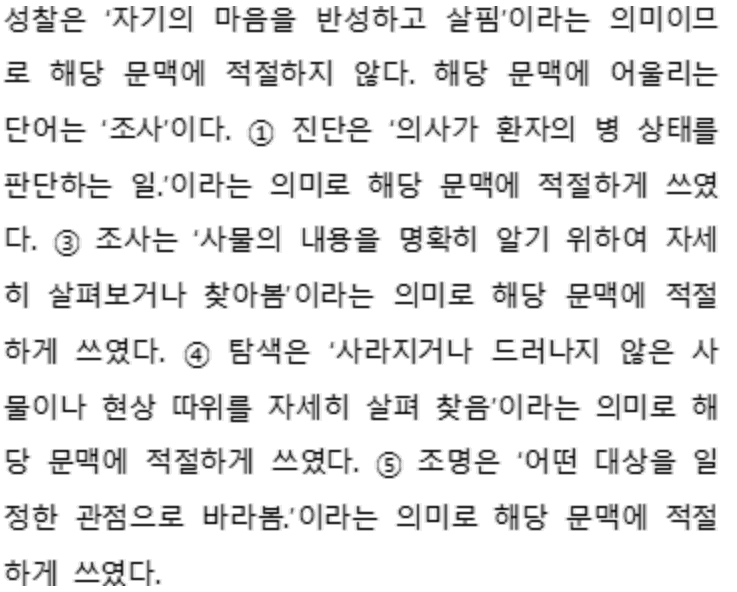 성찰은 '자기의 마음을 반성하고 살핌'이라는 의미이므
로 해당 문맥에 적절하지 않다. 해당 문맥에 어울리는
단어는 '조사'이다. ① 진단은 '의사가 환자의 병 상태를
판단하는 일.'이라는 의미로 해당 문맥에 적절하게 쓰였
다. ③ 조사는 '사물의 내용을 명확히 알기 위하여 자세
히 살펴보거나 찾아봄'이라는 의미로 해당 문맥에 적절
하게 쓰였다. ④ 탐색은 '사라지거나 드러나지 않은 사
물이나 현상 따위를 자세히 살펴 찾음'이라는 의미로 해
당 문맥에 적절하게 쓰였다. ⑤ 조명은 '어떤 대상을 일
정한 관점으로 바라봄.'이라는 의미로 해당 문맥에 적절
하게 쓰였다.